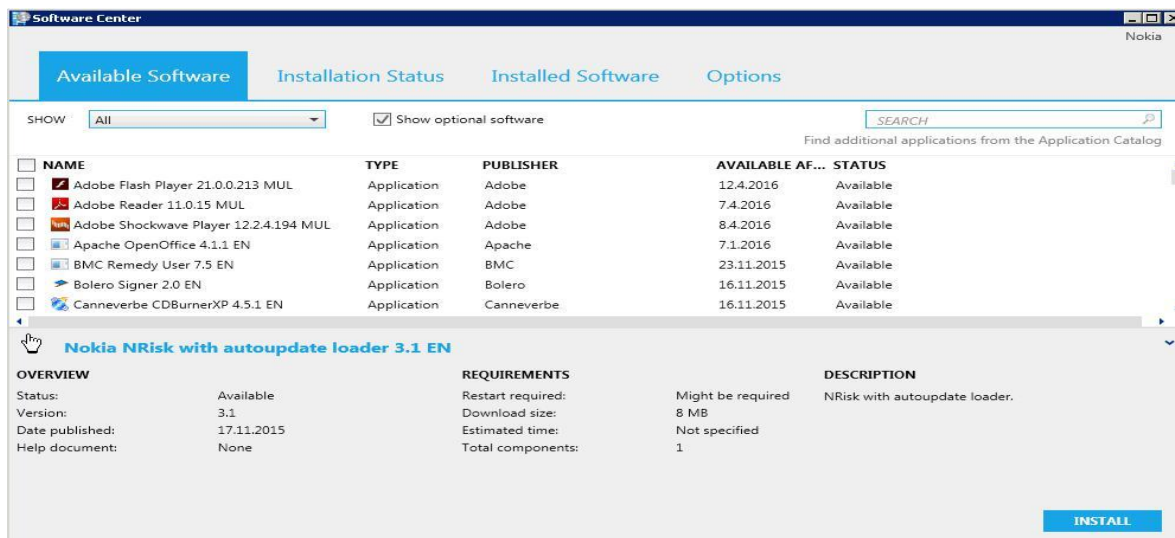 Software Center
Nokia
Available Software Installation Status Installed Software Options
SHOW All Show optional software SEARCH
Find additional applications from the Application Catalog
NAME TYPE PUBLISHER AVAILABLE AF... STATUS
Adobe Flash Player 21.0.0.213 MUL Application Adobe 12.4.2016 Available
Adobe Reader 11.0.15 MUL Application Adobe 7.4.2016 Available
Adobe Shockwave Player 12.2.4.194 MUL Application Adobe 8.4.2016 Available
Apache OpenOffice 4.1.1 EN Application Apache 7.1.2016 Available
BMC Remedy User 7.5 EN Application BMC 23.11.2015 Available
Bolero Signer 2.0 EN Application Bolero 16.11.2015 Available
Canneverbe CDBurnerXP 4.5.1 EN Application Canneverbe 16.11.2015 Available
Nokia NRisk with autoupdate loader 3.1 EN
OVERVIEW REQUIREMENTS DESCRIPTION
Status: Available Restart required: Might be required NRisk with autoupdate loader.
Version: 3.1 Download size: 8 MB
Date published: 17.11.2015 Estimated time: Not specified
Help document: None Total components: 1
INSTALL